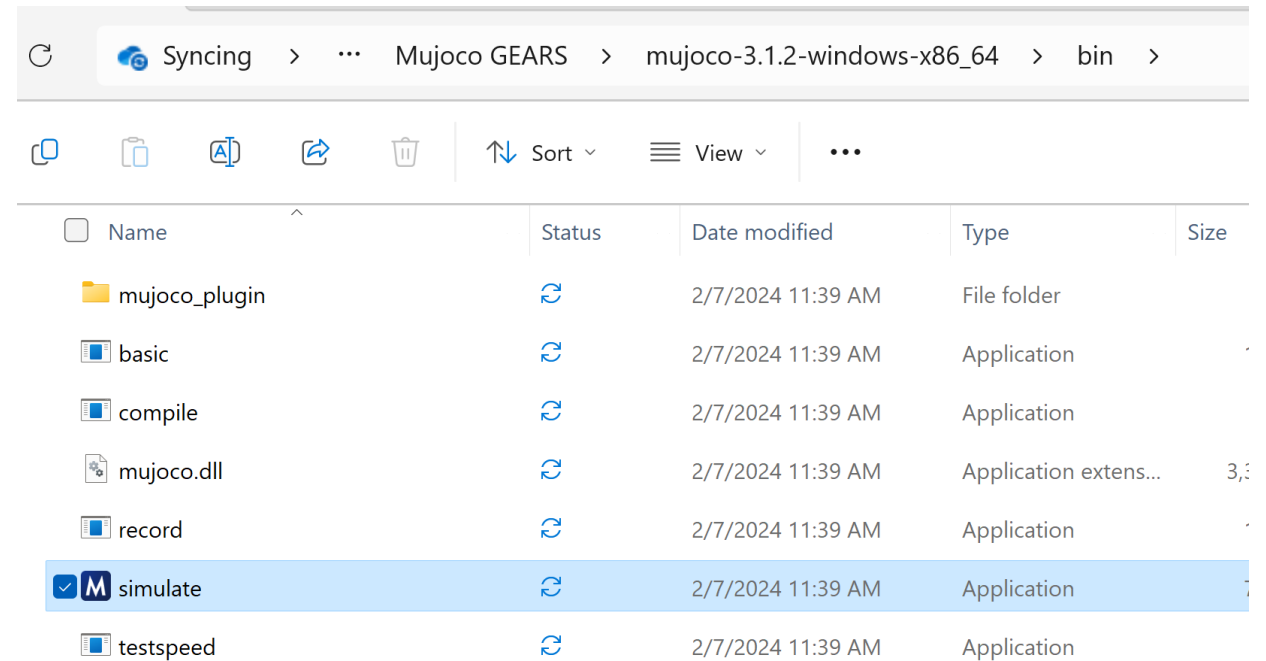 Syncing > ... Mujoco GEARS > mujoco-3.1.2-windows-x86_64 > bin >
Sort View
Name Status Date modified Type Size
mujoco_plugin 2/7/2024 11:39 AM File folder
basic 2/7/2024 11:39 AM Application
compile 2/7/2024 11:39 AM Application
mujoco.dll 2/7/2024 11:39 AM Application extens...
record 2/7/2024 11:39 AM Application
simulate 2/7/2024 11:39 AM Application
testspeed 2/7/2024 11:39 AM Application